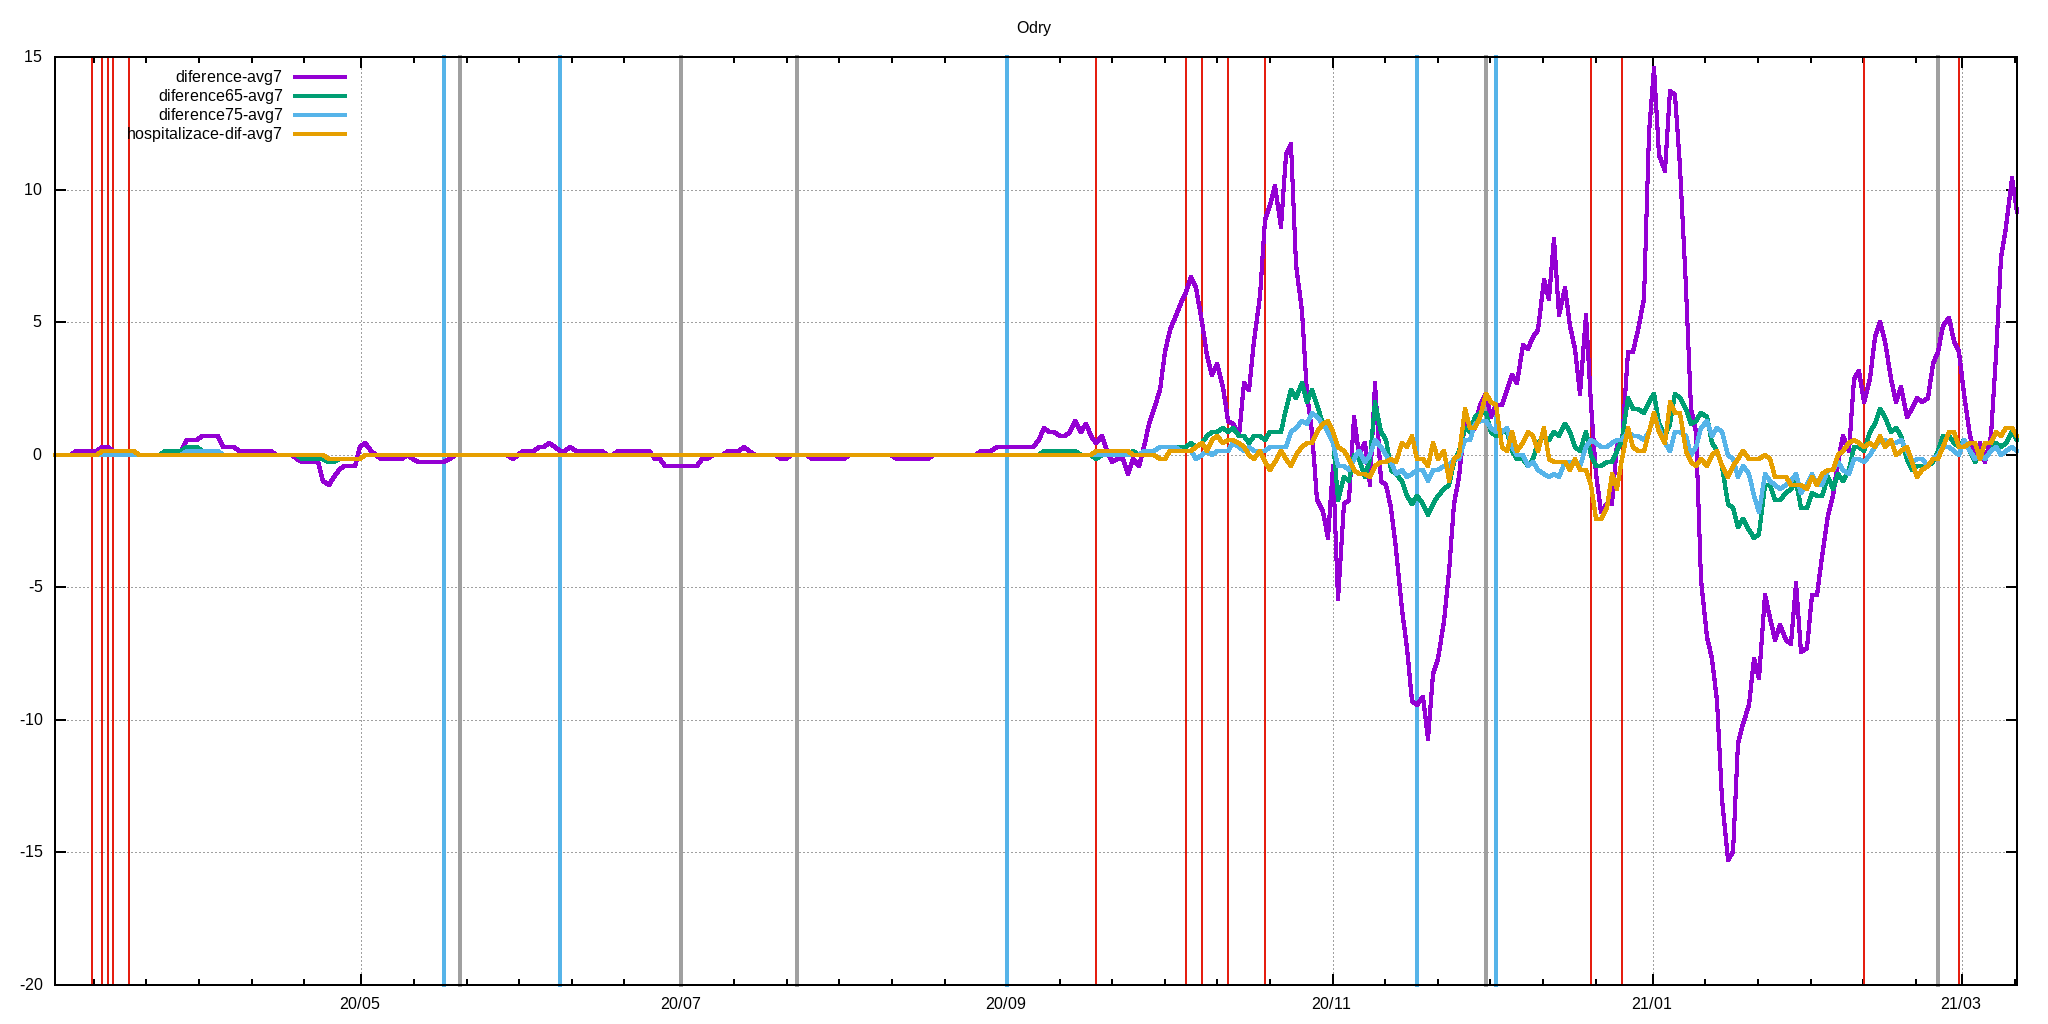 Odry
15
diference-avg7
diference65-avg7
diference75-avg7
hospitalizace-dif-avg7
10
5
0
-5
-10
-15
-20
20/05 20/07 20/09 20/11 21/01 21/03